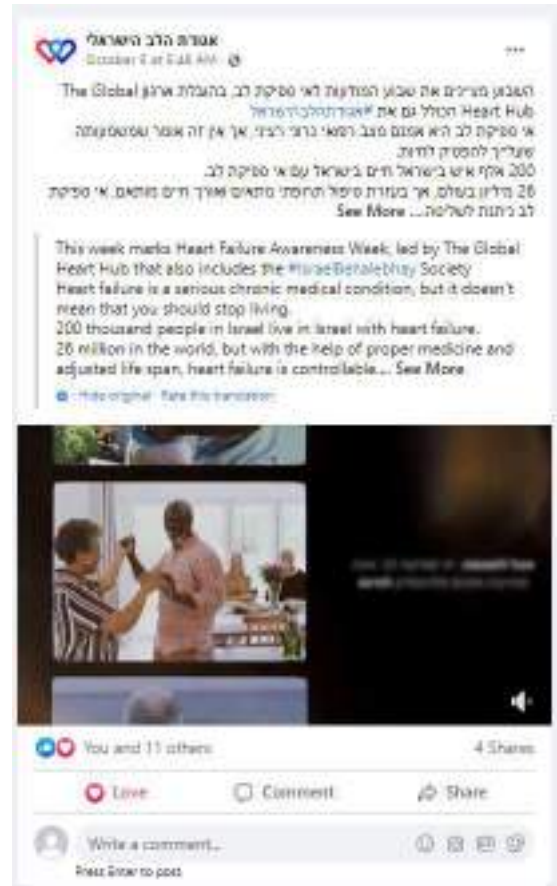 אגודת הלב הישראלי
October 5 at 5:48 AM
השבוע מציינים את שבוע המודעות לאי ספיקת לב, בהובלת ארגון The Global
Heart Hub הכולל גם את #אגודתהלבהישראלי
אי ספיקת לב היא אמנם מצב רפואי כרוני רציני, אך אין זה אומר שמשמעותה
שעלייך להפסיק לחיות.
200 אלף איש בישראל חיים בישראל עם אי ספיקת לב.
26 מיליון בעולם, אך בעזרת טיפול תרופתי מתאים ואורך חיים מותאם, אי ספיקת
לב ניתנת לשליטה... See More
This week marks Heart Failure Awareness Week, led by The Global
Heart Hub that also includes the Society
Heart failure is a serious chronic medical condition, but it doesn't
mean that you should stop living.
200 thousand people in Israel live in Israel with heart failure.
26 million in the world, but with the help of proper medicine and
adjusted life span, heart failure is controllable... See More
Hide original · Rate this translation
You and 11 others
4 Shares
Love
Comment
Share
Write a comment...
Press Enter to post